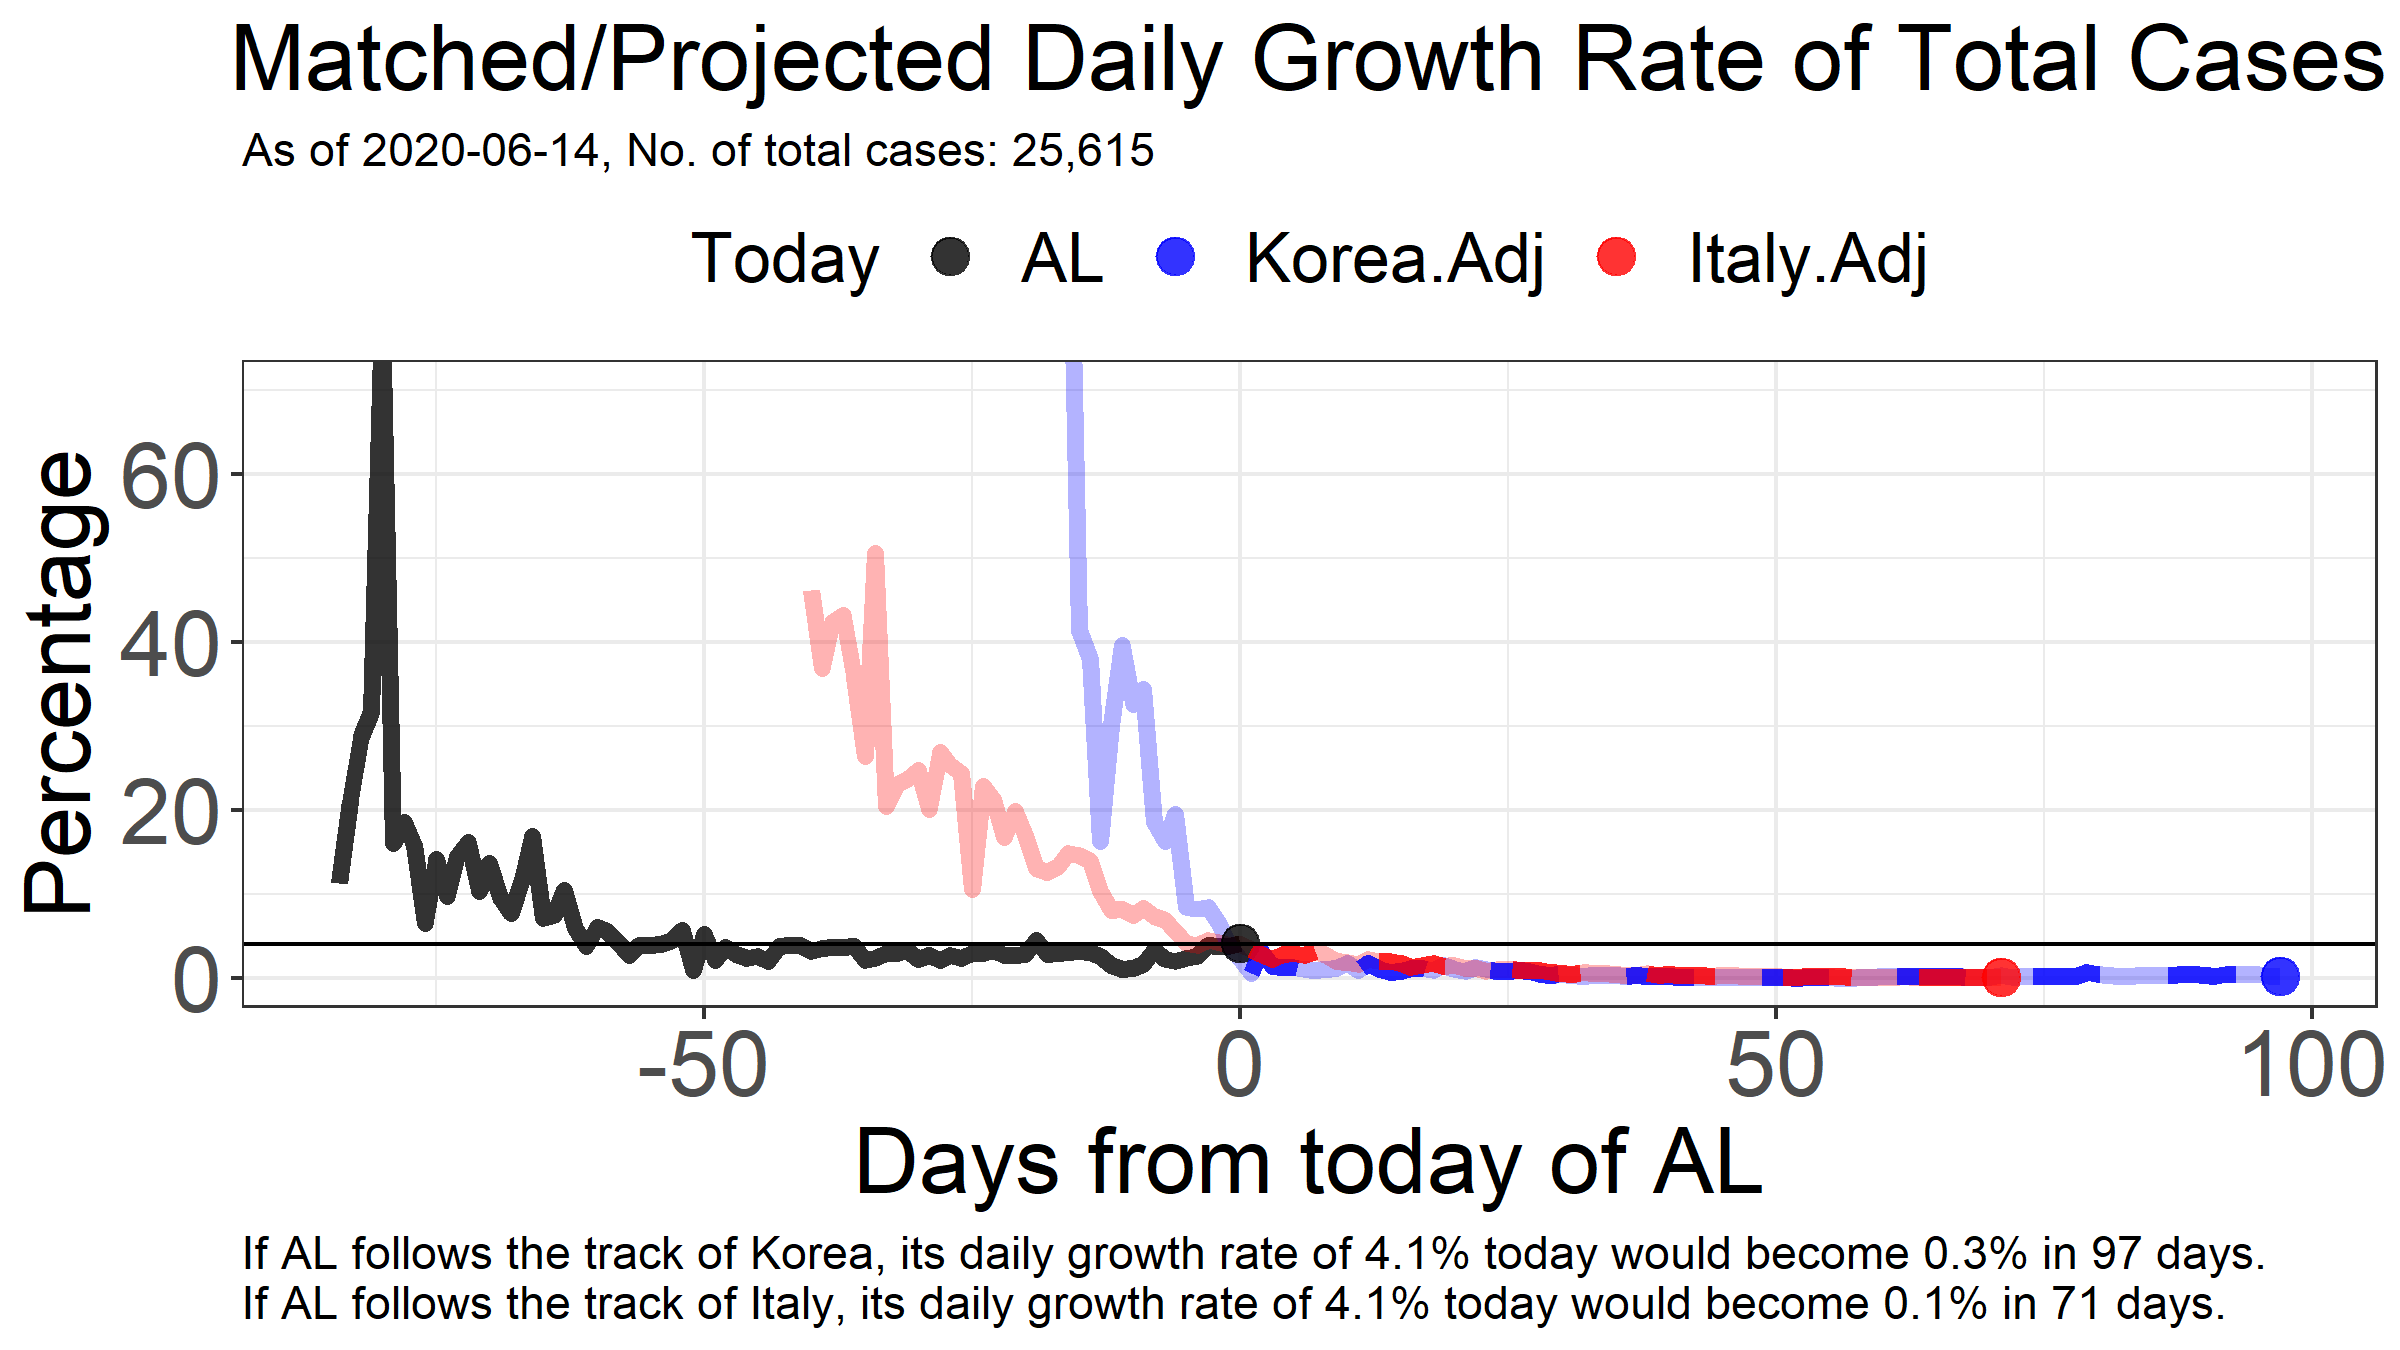 Matched/Projected Daily Growth Rate of Total Cases
As of 2020-06-14, No. of total cases: 25,615
Today AL Korea.Adj Italy.Adj
Percentage
60
40
20
0
-50 0 50 100
Days from today of AL
If AL follows the track of Korea, its daily growth rate of 4.1% today would become 0.3% in 97 days.
If AL follows the track of Italy, its daily growth rate of 4.1% today would become 0.1% in 71 days.